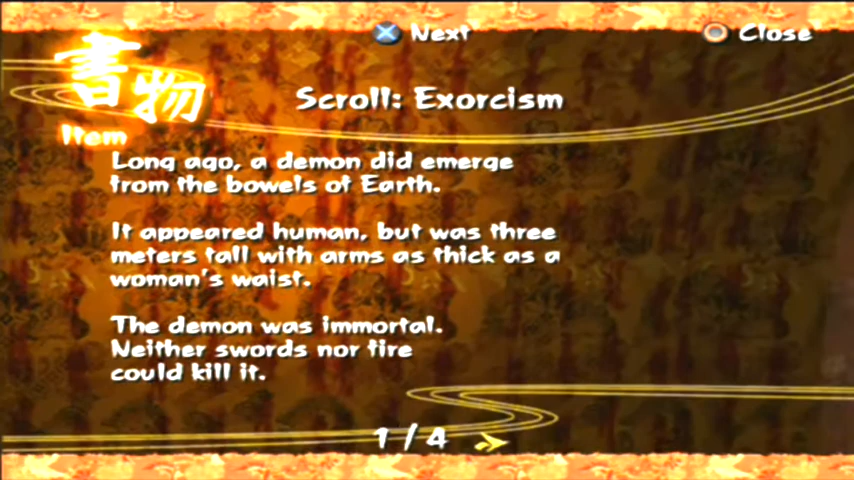 Next
Close
書物
Item
Scroll: Exorcism
Long ago, a demon did emerge
from the bowels of Earth.
It appeared human, but was three
meters tall with arms as thick as a
woman's waist.
The demon was immortal.
Neither swords nor fire
could kill it.
1 / 4